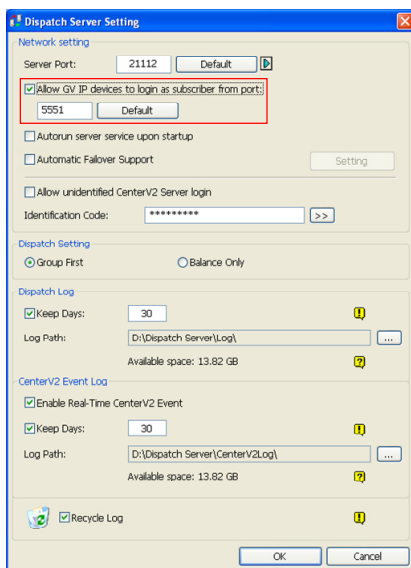 Dispatch Server Setting
Network setting
Server Port: 21112 Default
Allow GV IP devices to login as subscriber from port:
5551 Default
Autorun server service upon startup
Automatic Failover Support Setting
Allow unidentified CenterV2 Server login
Identification Code: ********* >>
Dispatch Setting
Group First Balance Only
Dispatch Log
Keep Days: 30
Log Path: D:\Dispatch Server\Log\ ...
Available space: 13.82 GB
CenterV2 Event Log
Enable Real-Time CenterV2 Event
Keep Days: 30
Log Path: D:\Dispatch Server\CenterV2Log\ ...
Available space: 13.82 GB
Recycle Log
OK Cancel